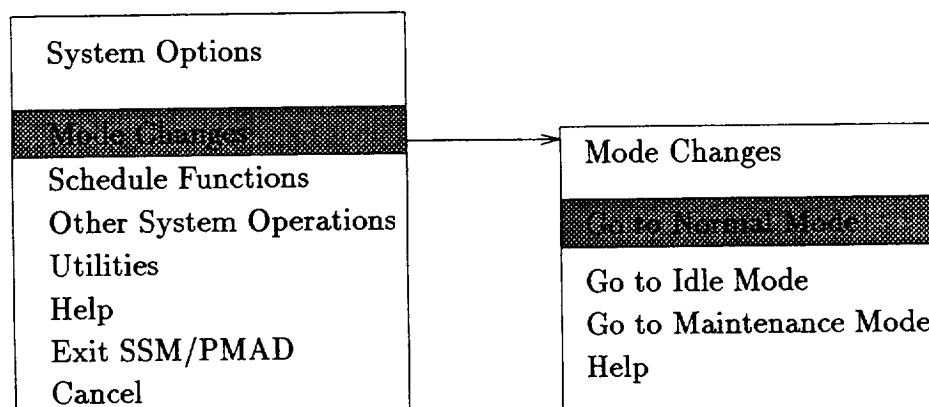 System Options
Mode Changes
Schedule Functions
Other System Operations
Utilities
Help
Exit SSM/PMAD
Cancel
Mode Changes
Go to Normal Mode
Go to Idle Mode
Go to Maintenance Mode
Help